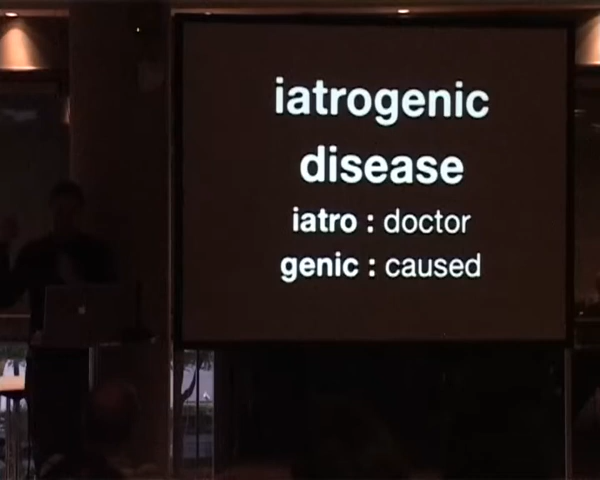 iatrogenic
disease
iatro : doctor
genic : caused